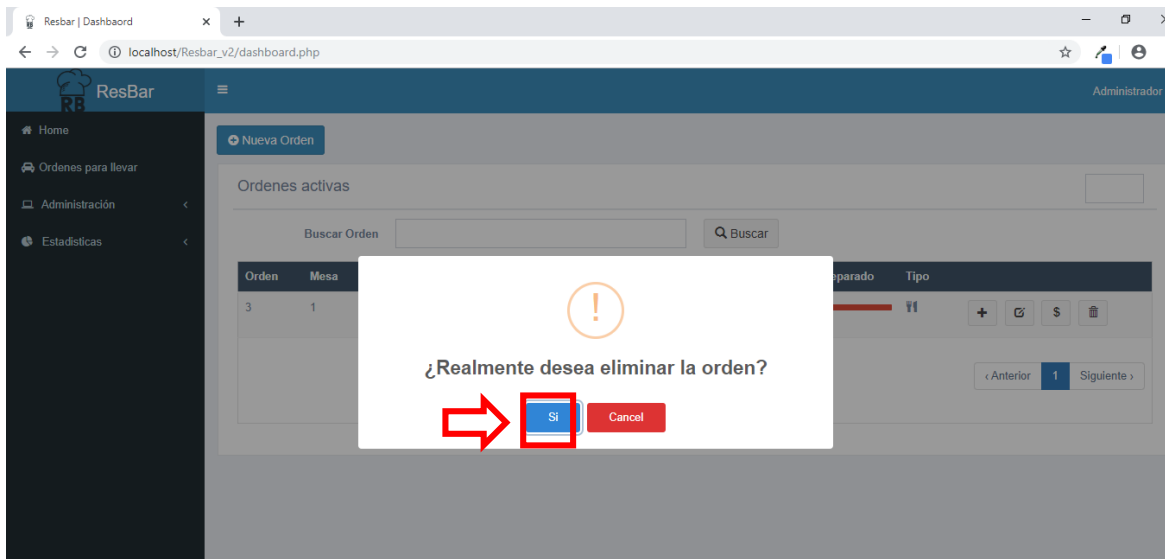 Resbar | Dashbaord
localhost/Resbar_v2/dashboard.php
RB ResBar
Administrador
Home
Nueva Orden
Ordenes para llevar
Ordenes activas
Administración
Buscar Orden Buscar
Estadisticas
Orden Mesa eparado Tipo
3 1 $
!
¿Realmente desea eliminar la orden?
‹ Anterior 1 Siguiente ›
Si Cancel